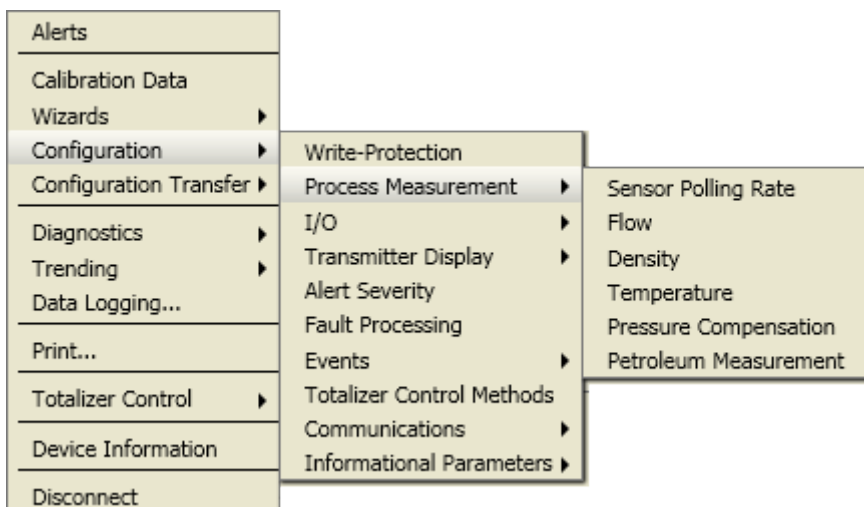 Alerts
Calibration Data
Wizards
Configuration
Configuration Transfer
Diagnostics
Trending
Data Logging...
Print...
Totalizer Control
Device Information
Disconnect
Write-Protection
Process Measurement
I/O
Transmitter Display
Alert Severity
Fault Processing
Events
Totalizer Control Methods
Communications
Informational Parameters
Sensor Polling Rate
Flow
Density
Temperature
Pressure Compensation
Petroleum Measurement